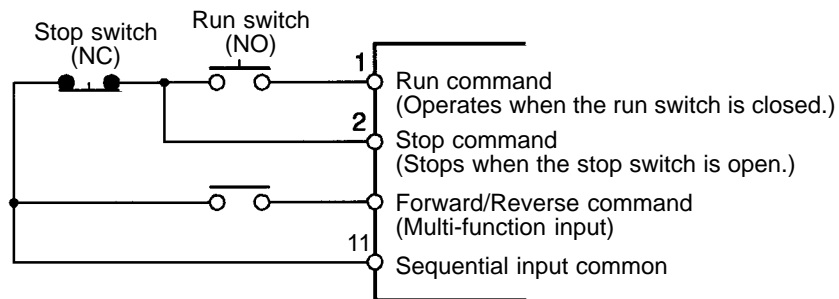 Run switch
(NO)
Stop switch
(NC)
1
Run command
(Operates when the run switch is closed.)
2
Stop command
(Stops when the stop switch is open.)
Forward/Reverse command
(Multi-function input)
11
Sequential input common